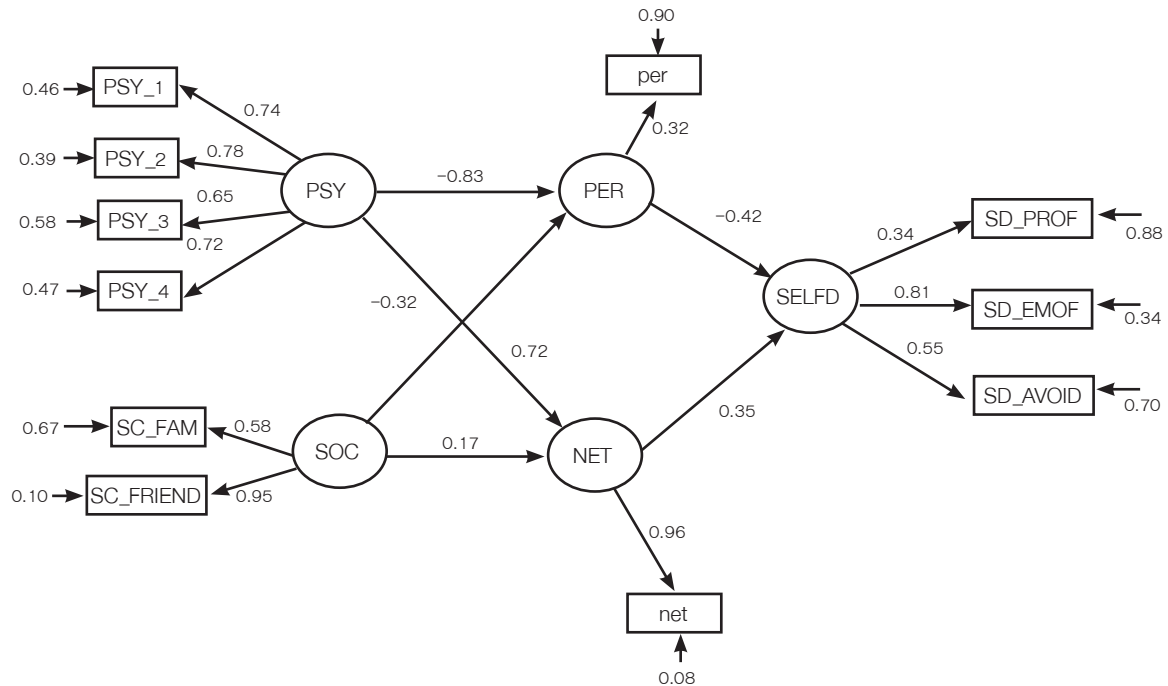 0.90
per
0.32
0.46
PSY_1
0.74
0.39
PSY_2
0.78
0.58
PSY_3
0.65
0.72
0.47
PSY_4
PSY
−0.83
PER
−0.42
−0.32
0.72
SELFD
0.34
SD_PROF
0.88
0.81
SD_EMOF
0.34
0.55
SD_AVOID
0.70
0.35
0.67
SC_FAM
0.58
SOC
0.17
NET
0.10
SC_FRIEND
0.95
0.96
net
0.08